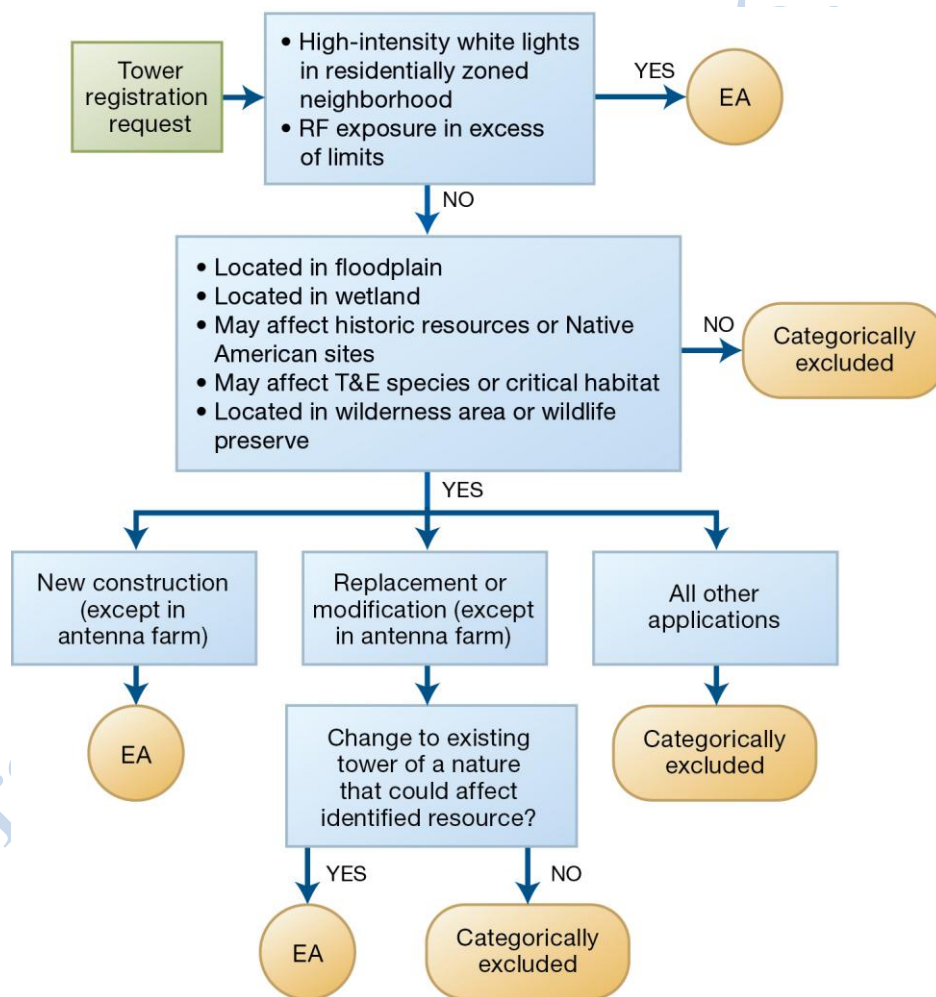 Tower
registration
request
• High-intensity white lights
in residentially zoned
neighborhood
• RF exposure in excess
of limits
YES
EA
NO
• Located in floodplain
• Located in wetland
• May affect historic resources or Native
American sites
• May affect T&E species or critical habitat
• Located in wilderness area or wildlife
preserve
NO
Categorically
excluded
YES
New construction
(except in
antenna farm)
Replacement or
modification (except
in antenna farm)
All other
applications
EA
Change to existing
tower of a nature
that could affect
identified resource?
Categorically
excluded
YES
NO
EA
Categorically
excluded